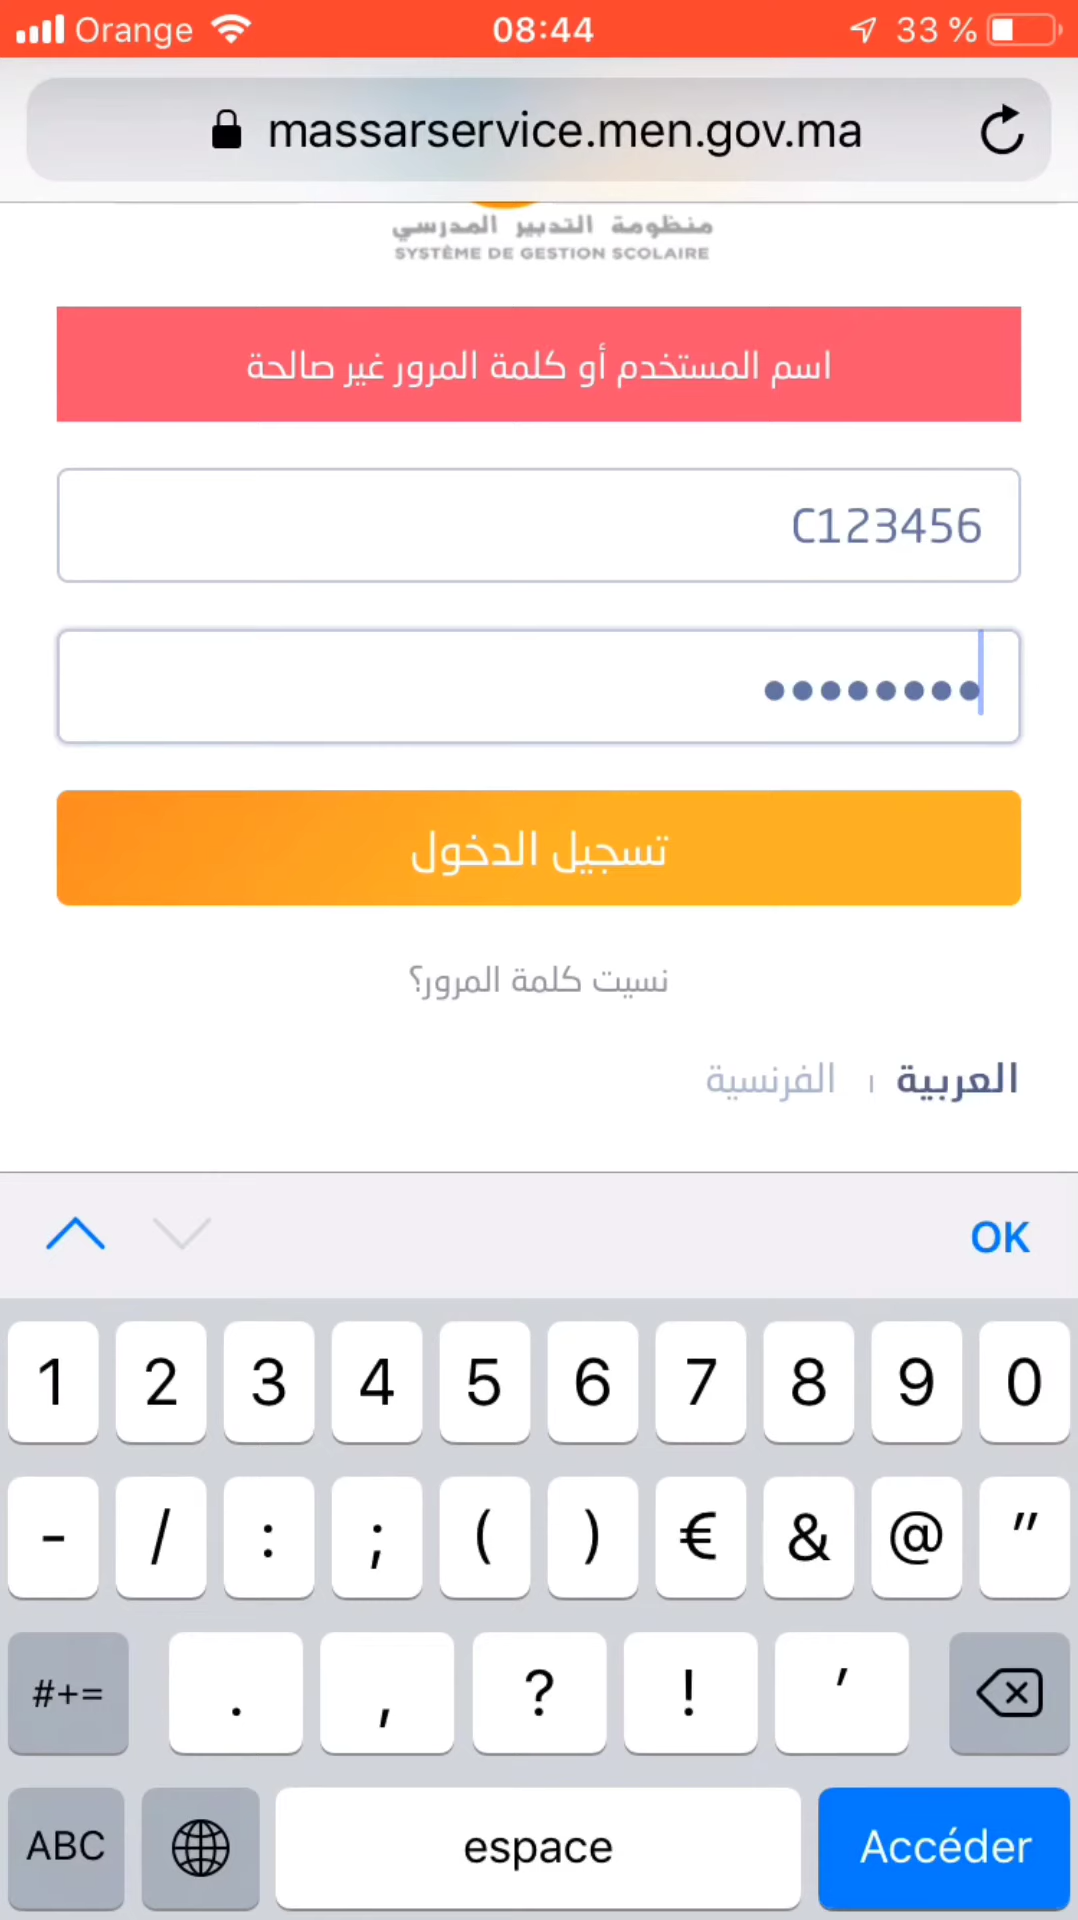 Orange 08:44 33 %
massarservice.men.gov.ma
منظومة التدبير المدرسي
SYSTÈME DE GESTION SCOLAIRE
اسم المستخدم أو كلمة المرور غير صالحة
C123456
••••••••
تسجيل الدخول
نسيت كلمة المرور؟
العربية | الفرنسية
OK
1 2 3 4 5 6 7 8 9 0
- / : ; ( ) € & @ "
#+= . , ? ! '
ABC espace Accéder